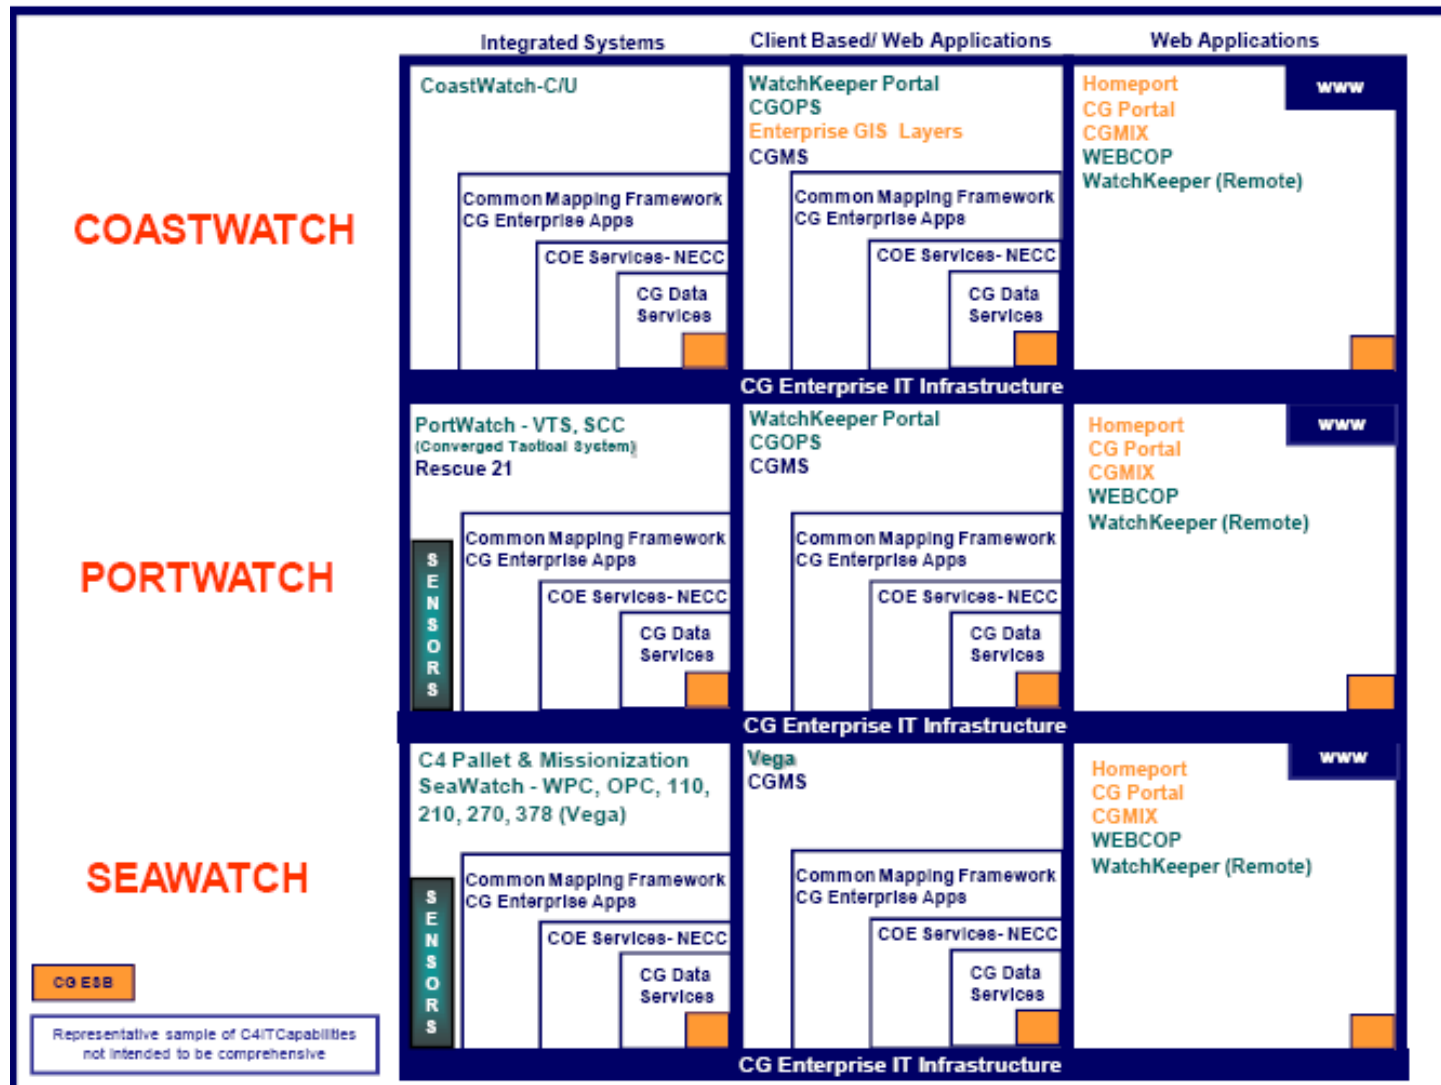 Integrated Systems
Client Based/ Web Applications
Web Applications
COASTWATCH
CoastWatch-C/U
Common Mapping Framework
CG Enterprise Apps
COE Services- NECC
CG Data
Services
WatchKeeper Portal
CGOPS
Enterprise GIS Layers
CGMS
Common Mapping Framework
CG Enterprise Apps
COE Services- NECC
CG Data
Services
www
Homeport
CG Portal
CGMIX
WEBCOP
WatchKeeper (Remote)
CG Enterprise IT Infrastructure
PORTWATCH
PortWatch - VTS, SCC
(Converged Tactical System)
Rescue 21
SENSORS
Common Mapping Framework
CG Enterprise Apps
COE Services- NECC
CG Data
Services
WatchKeeper Portal
CGOPS
CGMS
Common Mapping Framework
CG Enterprise Apps
COE Services- NECC
CG Data
Services
www
Homeport
CG Portal
CGMIX
WEBCOP
WatchKeeper (Remote)
CG Enterprise IT Infrastructure
SEAWATCH
C4 Pallet & Missionization
SeaWatch - WPC, OPC, 110,
210, 270, 378 (Vega)
SENSORS
Common Mapping Framework
CG Enterprise Apps
COE Services- NECC
CG Data
Services
Vega
CGMS
Common Mapping Framework
CG Enterprise Apps
COE Services- NECC
CG Data
Services
www
Homeport
CG Portal
CGMIX
WEBCOP
WatchKeeper (Remote)
CG Enterprise IT Infrastructure
CG ESB
Representative sample of C4ITCapabilities
not intended to be comprehensive